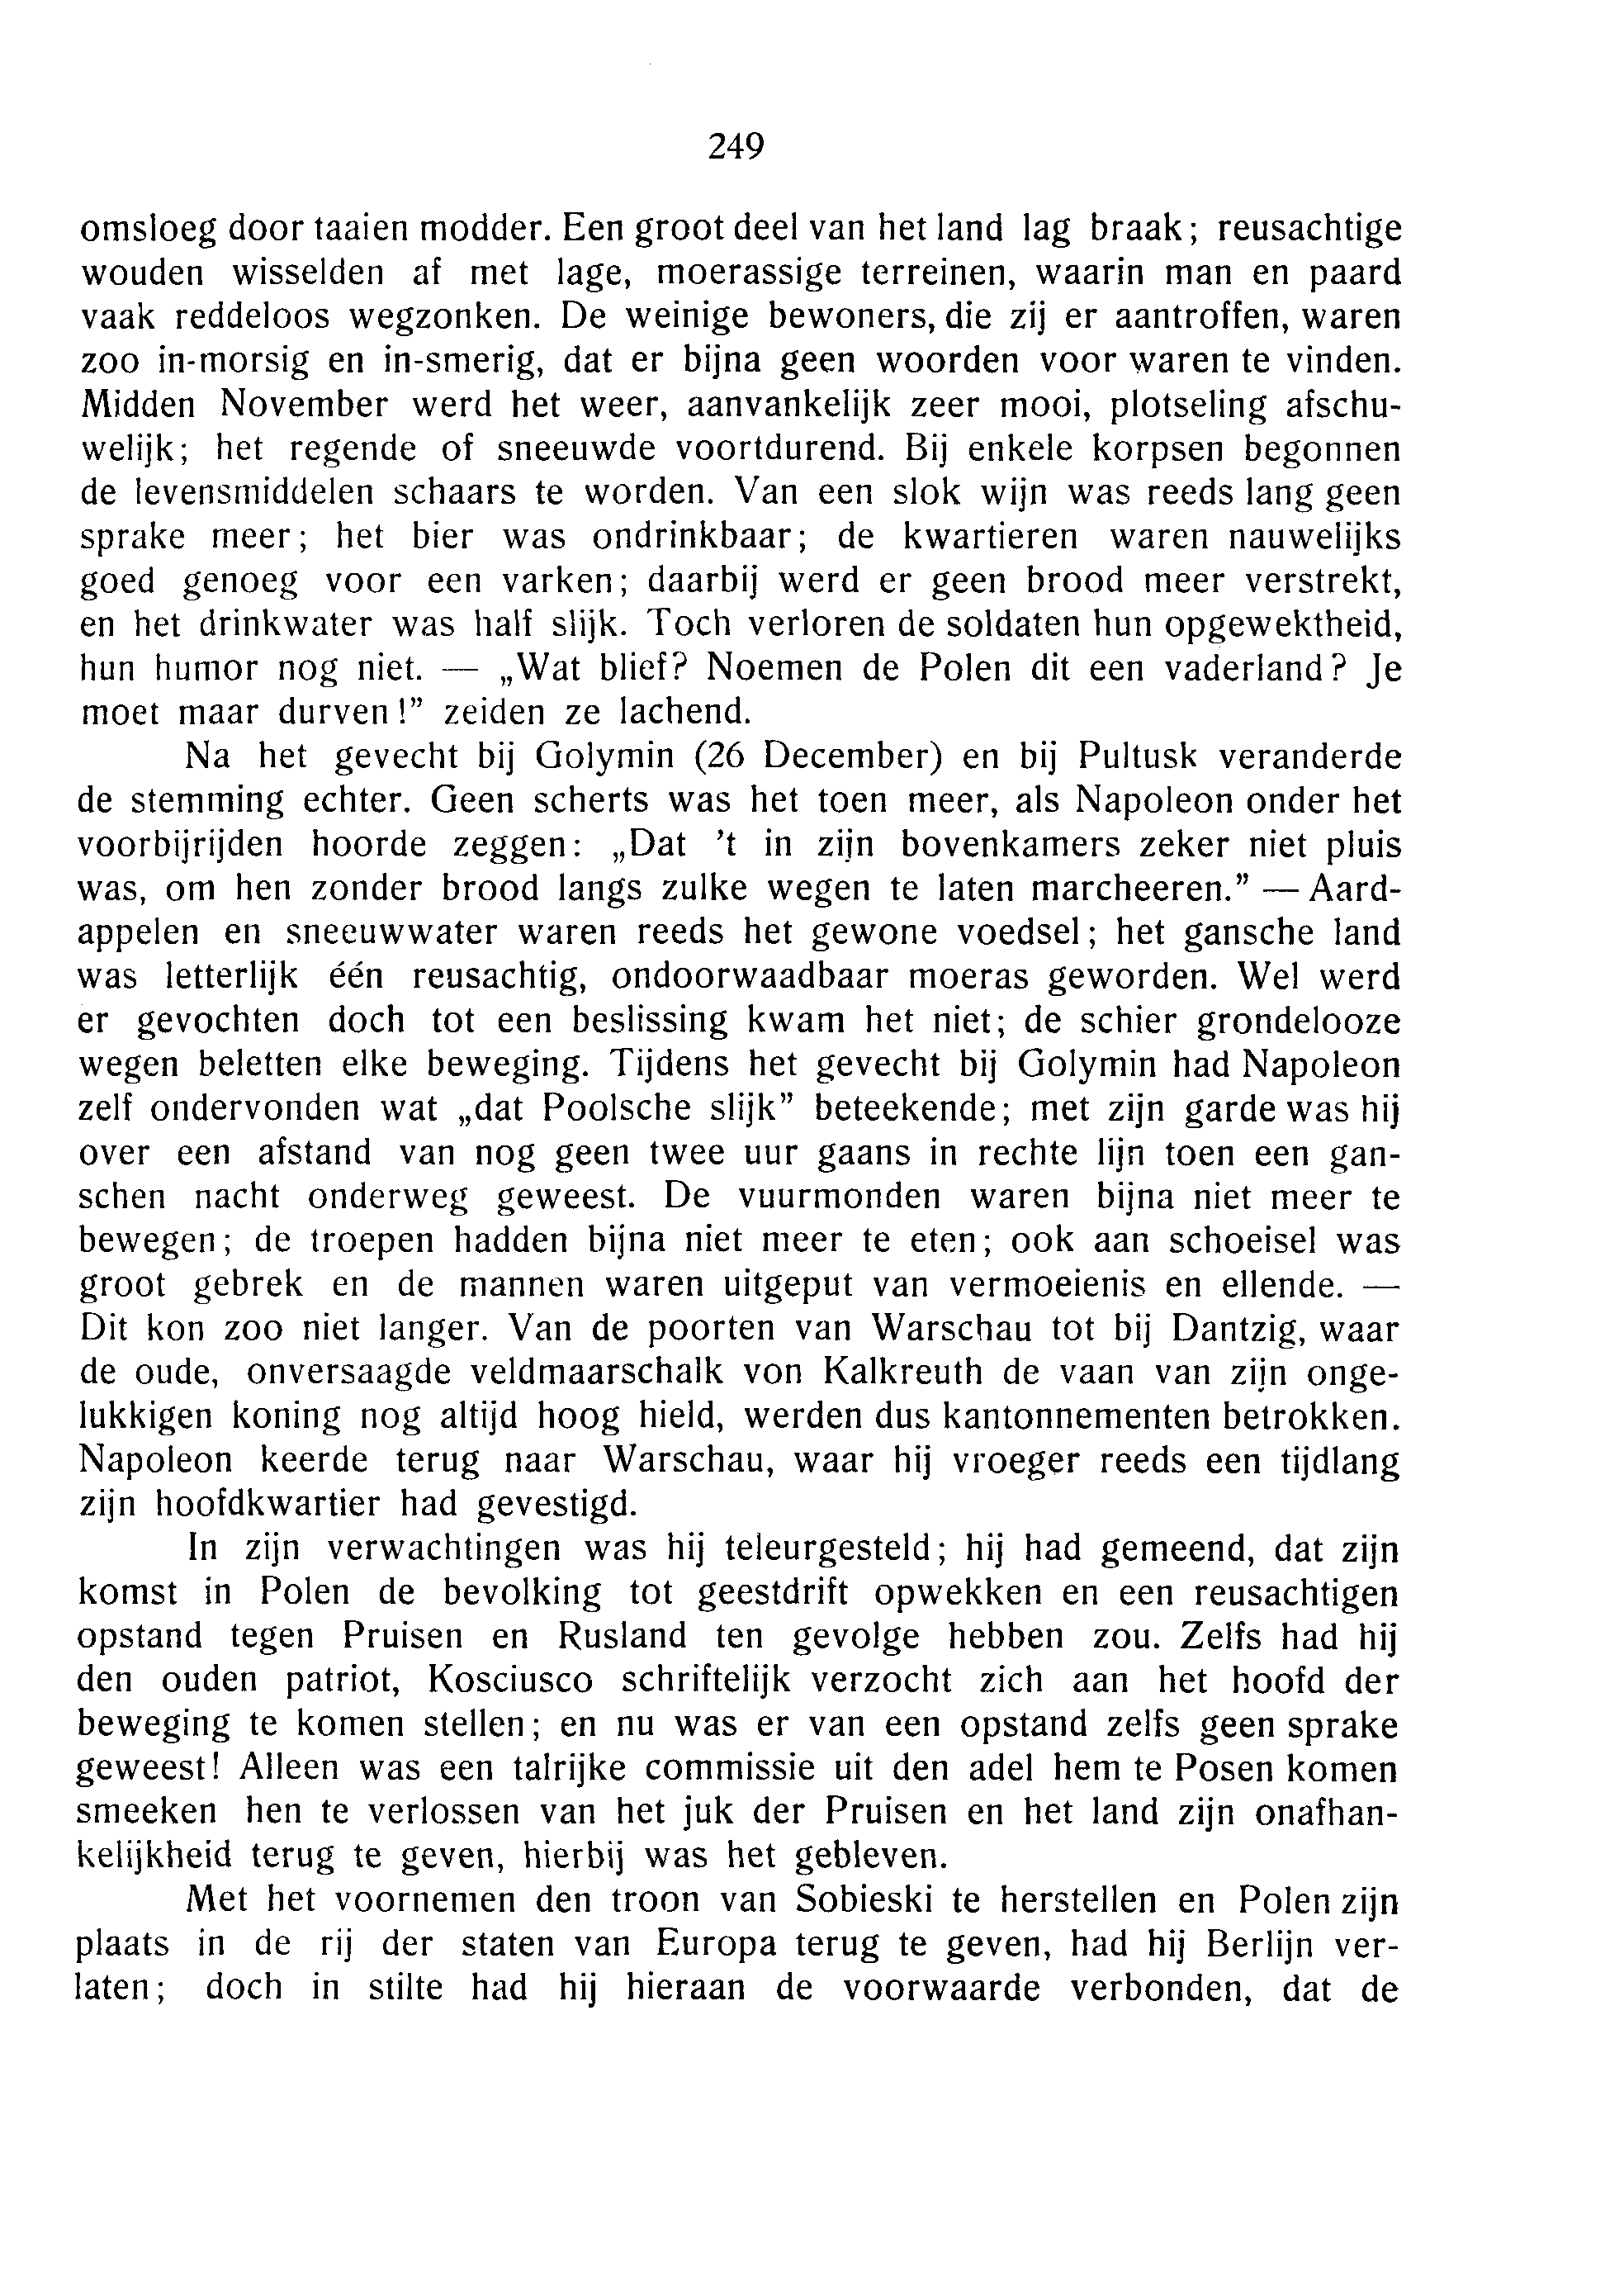 249
omsloeg door taaien modder. Een groot deel van het land lag braak; reusachtige
wouden wisselden af met lage, moerassige terreinen, waarin man en paard
vaak reddeloos wegzonken. De weinige bewoners, die zij er aantroffen, waren
zoo in-morsig en in-smerig, dat er bijna geen woorden voor waren te vinden.
Midden November werd het weer, aanvankelijk zeer mooi, plotseling afschu-
welijk; het regende of sneeuwde voortdurend. Bij enkele korpsen begonnen
de levensmiddelen schaars te worden. Van een slok wijn was reeds lang geen
sprake meer; het bier was ondrinkbaar; de kwartieren waren nauwelijks
goed genoeg voor een varken; daarbij werd er geen brood meer verstrekt,
en het drinkwater was half slijk. Toch verloren de soldaten hun opgewektheid,
hun humor nog niet. — „Wat blief? Noemen de Polen dit een vaderland? Je
moet maar durven!” zeiden ze lachend.
Na het gevecht bij Golymin (26 December) en bij Pultusk veranderde
de stemming echter. Geen scherts was het toen meer, als Napoleon onder het
voorbijrijden hoorde zeggen: „Dat ’t in zijn bovenkamers zeker niet pluis
was, om hen zonder brood langs zulke wegen te laten marcheeren.” — Aard-
appelen en sneeuwwater waren reeds het gewone voedsel; het gansche land
was letterlijk één reusachtig, ondoorwaadbaar moeras geworden. Wel werd
er gevochten doch tot een beslissing kwam het niet; de schier grondelooze
wegen beletten elke beweging. Tijdens het gevecht bij Golymin had Napoleon
zelf ondervonden wat „dat Poolsche slijk” beteekende; met zijn garde was hij
over een afstand van nog geen twee uur gaans in rechte lijn toen een gan-
schen nacht onderweg geweest. De vuurmonden waren bijna niet meer te
bewegen; de troepen hadden bijna niet meer te eten; ook aan schoeisel was
groot gebrek en de mannen waren uitgeput van vermoeienis en ellende. —
Dit kon zoo niet langer. Van de poorten van Warschau tot bij Dantzig, waar
de oude, onversaagde veldmaarschalk von Kalkreuth de vaan van zijn onge-
lukkigen koning nog altijd hoog hield, werden dus kantonnementen betrokken.
Napoleon keerde terug naar Warschau, waar hij vroeger reeds een tijdlang
zijn hoofdkwartier had gevestigd.
In zijn verwachtingen was hij teleurgesteld; hij had gemeend, dat zijn
komst in Polen de bevolking tot geestdrift opwekken en een reusachtigen
opstand tegen Pruisen en Rusland ten gevolge hebben zou. Zelfs had hij
den ouden patriot, Kosciusco schriftelijk verzocht zich aan het hoofd der
beweging te komen stellen; en nu was er van een opstand zelfs geen sprake
geweest! Alleen was een talrijke commissie uit den adel hem te Posen komen
smeeken hen te verlossen van het juk der Pruisen en het land zijn onafhan-
kelijkheid terug te geven, hierbij was het gebleven.
Met het voornemen den troon van Sobieski te herstellen en Polen zijn
plaats in de rij der staten van Europa terug te geven, had hij Berlijn ver-
laten; doch in stilte had hij hieraan de voorwaarde verbonden, dat de